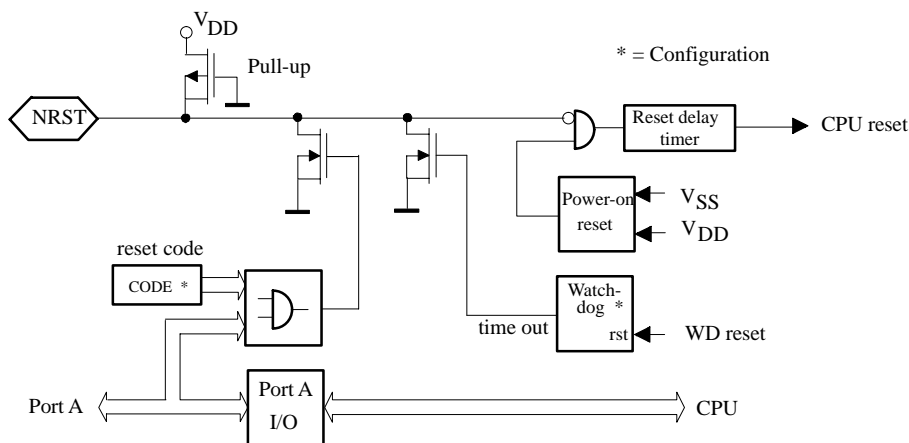 VDD
Pull-up
* = Configuration
NRST
Reset delay
timer
CPU reset
Power-on
reset
VSS
VDD
reset code
CODE *
Watch-
dog *
rst
time out
WD reset
Port A
Port A
I/O
CPU